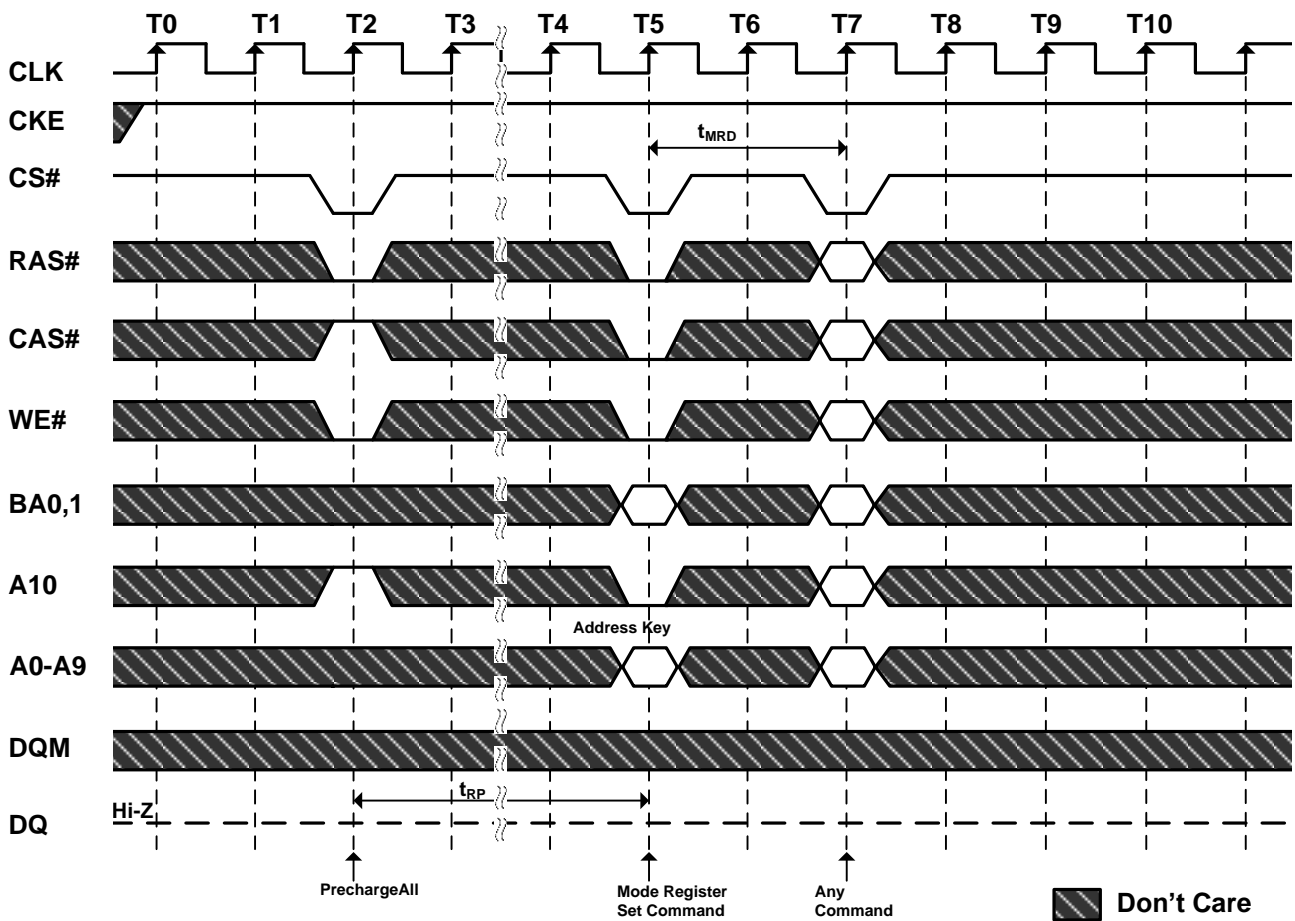 T0 T1 T2 T3 T4 T5 T6 T7 T8 T9 T10
CLK
CKE
tMRD
CS#
RAS#
CAS#
WE#
BA0,1
A10
Address Key
A0-A9
DQM
tRP
Hi-Z
DQ
PrechargeAll
Mode Register
Set Command
Any
Command
Don't Care